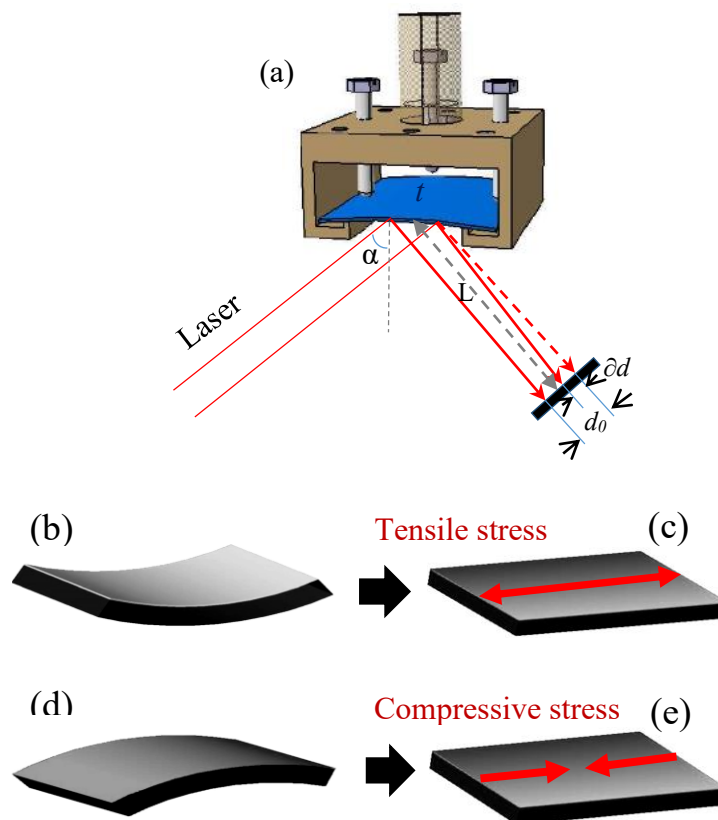 (a)
t
α
L
Laser
∂d
d0
(b)
Tensile stress
(c)
(d)
Compressive stress
(e)